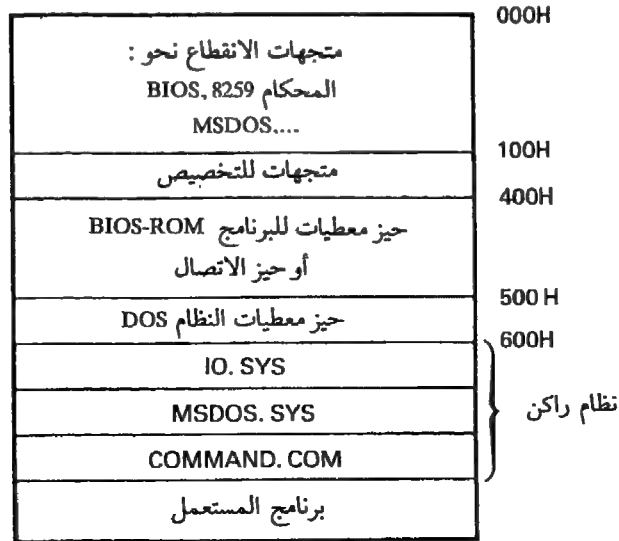 000H
متجهات الانقطاع نحو :
المحكام BIOS, 8259
MSDOS,...
100H
متجهات للتخصيص
400H
حيز معطيات للبرنامج BIOS-ROM
أو حيز الاتصال
500 H
حيز معطيات النظام DOS
600H
IO. SYS
MSDOS. SYS
نظام راكن
COMMAND. COM
برنامج المستعمل